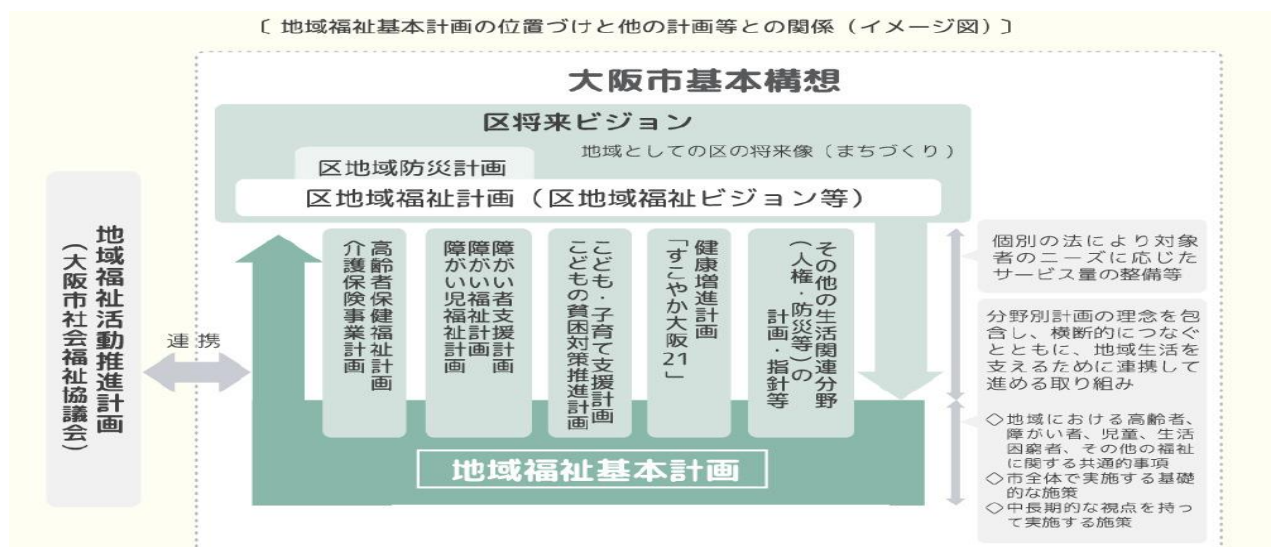 〔 地域福祉基本計画の位置づけと他の計画等との関係（イメージ図）〕
大阪市基本構想
区将来ビジョン
地域としての区の将来像（まちづくり）
区地域防災計画
区地域福祉計画（区地域福祉ビジョン等）
地域福祉活動推進計画
（大阪市社会福祉協議会）
連携
高齢者保健福祉計画
介護保険事業計画
障がい者支援計画
障がい福祉計画
障がい児福祉計画
こども・子育て支援計画
こどもの貧困対策推進計画
健康増進計画
「すこやか大阪21」
その他の生活関連分野
（人権・防災等）の
計画・指針等
地域福祉基本計画
個別の法により対象
者のニーズに応じた
サービス量の整備等
分野別計画の理念を包
含し、横断的につなぐ
とともに、地域生活を
支えるために連携して
進める取り組み
◇地域における高齢者、
障がい者、児童、生活
困窮者、その他の福祉
に関する共通的事項
◇市全体で実施する基礎
的な施策
◇中長期的な視点を持っ
て実施する施策